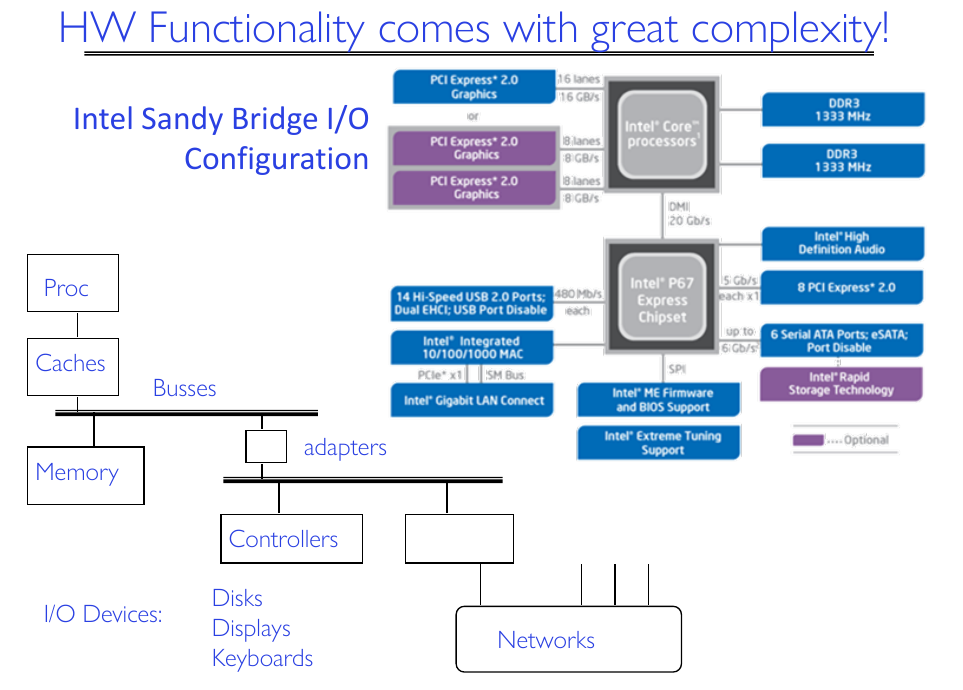 HW Functionality comes with great complexity!
Intel Sandy Bridge I/O
Configuration
PCI Express* 2.0
Graphics
16 lanes
16 GB/s
or
PCI Express* 2.0
Graphics
8 lanes
8 GB/s
PCI Express* 2.0
Graphics
8 lanes
8 GB/s
Intel® Core™
processors¹
DDR3
1333 MHz
DDR3
1333 MHz
DMI
20 Gb/s
Intel® P67
Express
Chipset
Intel® High
Definition Audio
5 Gb/s
each x1
8 PCI Express* 2.0
up to
6 Gb/s
6 Serial ATA Ports; eSATA;
Port Disable
Intel® Rapid
Storage Technology
14 Hi-Speed USB 2.0 Ports;
Dual EHCI; USB Port Disable
480 Mb/s
each
Intel® Integrated
10/100/1000 MAC
PCIe* x1
SM Bus
Intel® Gigabit LAN Connect
SPI
Intel® ME Firmware
and BIOS Support
Intel® Extreme Tuning
Support
.... Optional
Proc
Caches
Busses
Memory
adapters
Controllers
I/O Devices:
Disks
Displays
Keyboards
Networks